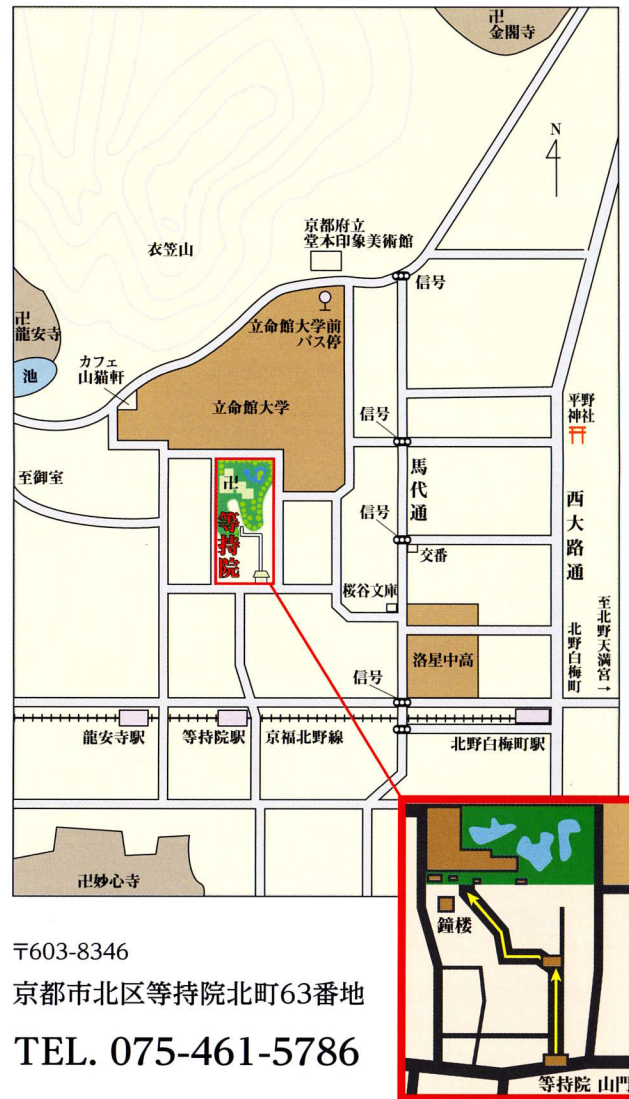 卍
金閣寺
N
京都府立
堂本印象美術館
衣笠山
信号
卍
龍安寺
池
立命館大学前
バス停
カフェ
山猫軒
立命館大学
信号
平野
神社
至御室
卍
等持院
馬代通
信号
西大路通
交番
桜谷文庫
至北野天満宮→
北野白梅町
洛星中高
信号
龍安寺駅
等持院駅
京福北野線
北野白梅町駅
卍妙心寺
鐘楼
等持院 山門
〒603-8346
京都市北区等持院北町63番地
TEL. 075-461-5786